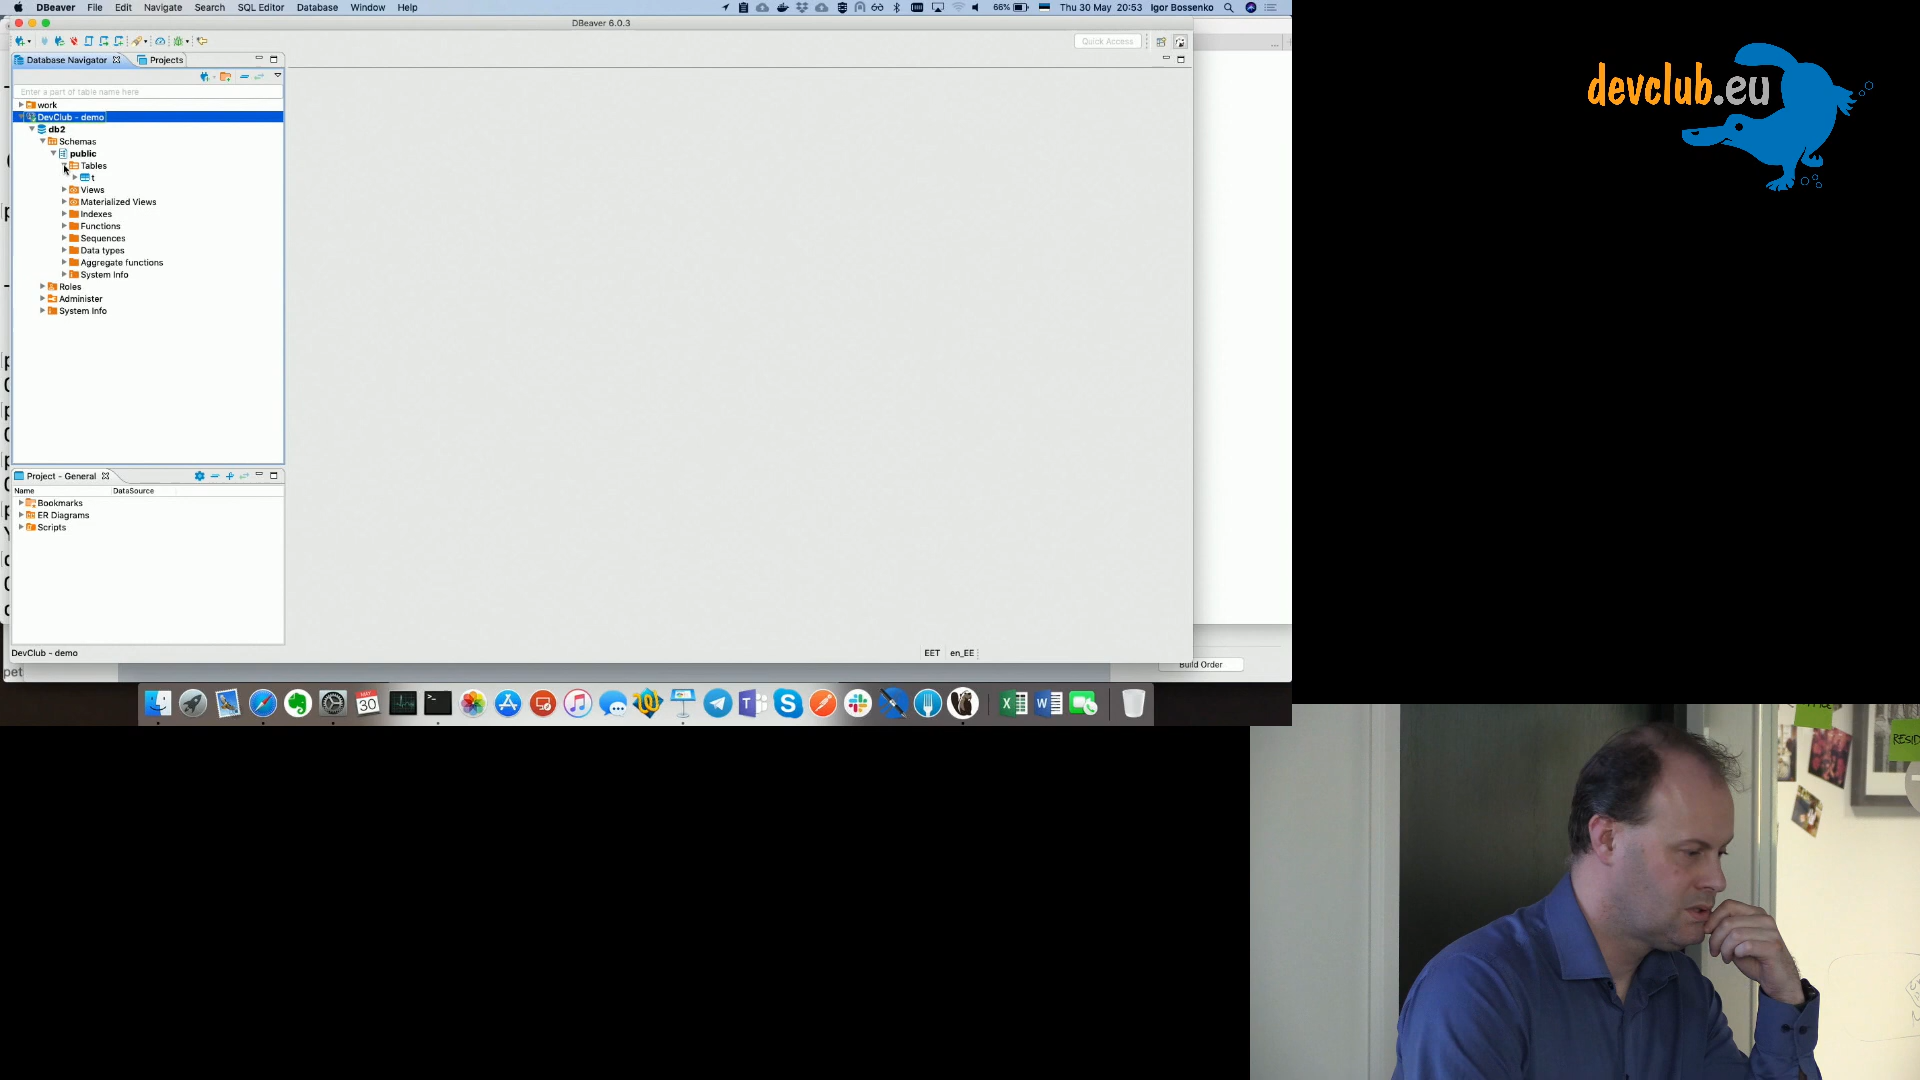 DBeaver File Edit Navigate Search SQL Editor Database Window Help
66% Thu 30 May 20:53 Igor Bossenko
DBeaver 6.0.3
Quick Access
Database Navigator Projects
Enter a part of table name here
work
DevClub - demo
db2
Schemas
public
Tables
t
Views
Materialized Views
Indexes
Functions
Sequences
Data types
Aggregate functions
System Info
Roles
Administer
System Info
Project - General
Name DataSource
Bookmarks
ER Diagrams
Scripts
DevClub - demo
EET en_EE
pet
Build Order
MAY
30
devclub.eu
RESID